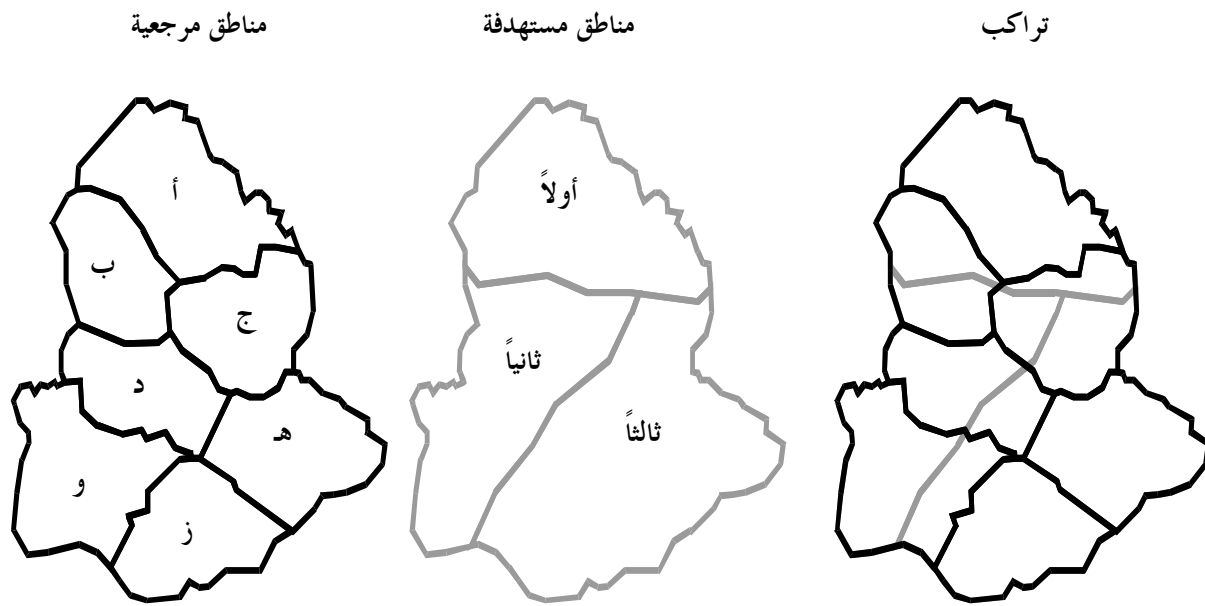 تراكب
مناطق مستهدفة
مناطق مرجعية
أ
ب
ج
د
هـ
و
ز
أولاً
ثانياً
ثالثاً